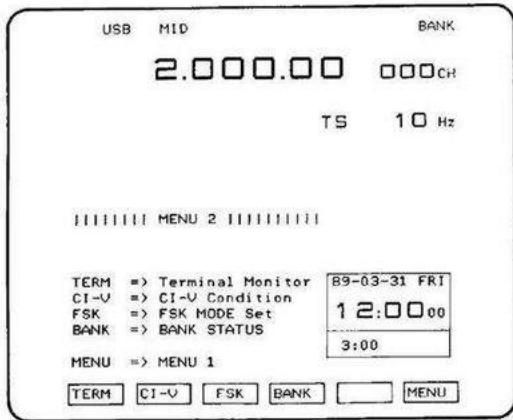 USB MID BANK
2.000.00 000CH
TS 10 Hz
||||||||| MENU 2 |||||||||||
TERM => Terminal Monitor
CI-V => CI-V Condition
FSK => FSK MODE Set
BANK => BANK STATUS
MENU => MENU 1
89-03-31 FRI
12:00 00
3:00
TERM CI-V FSK BANK MENU